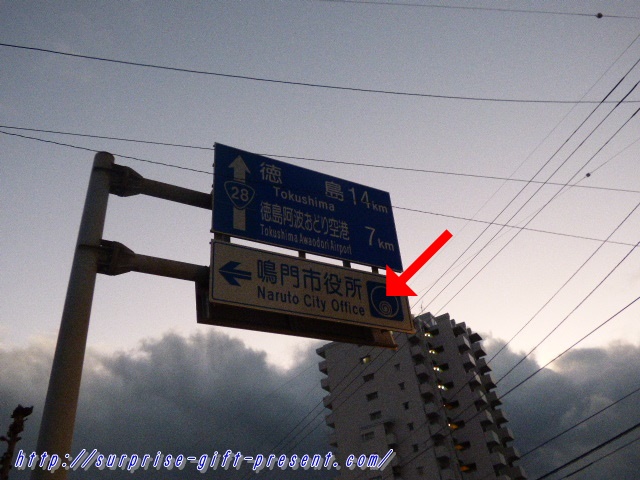 徳島 14km
Tokushima
28
徳島阿波おどり空港 7km
Tokushima Awaodori Airport
鳴門市役所
Naruto City Office
http://surprise-gift-present.com/